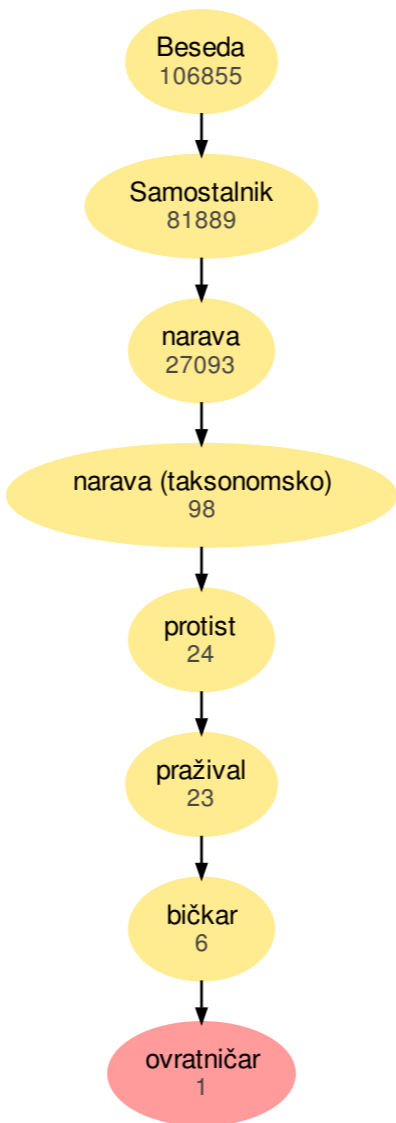 Beseda
106855
Samostalnik
81889
narava
27093
narava (taksonomsko)
98
protist
24
pražival
23
bičkar
6
ovratničar
1